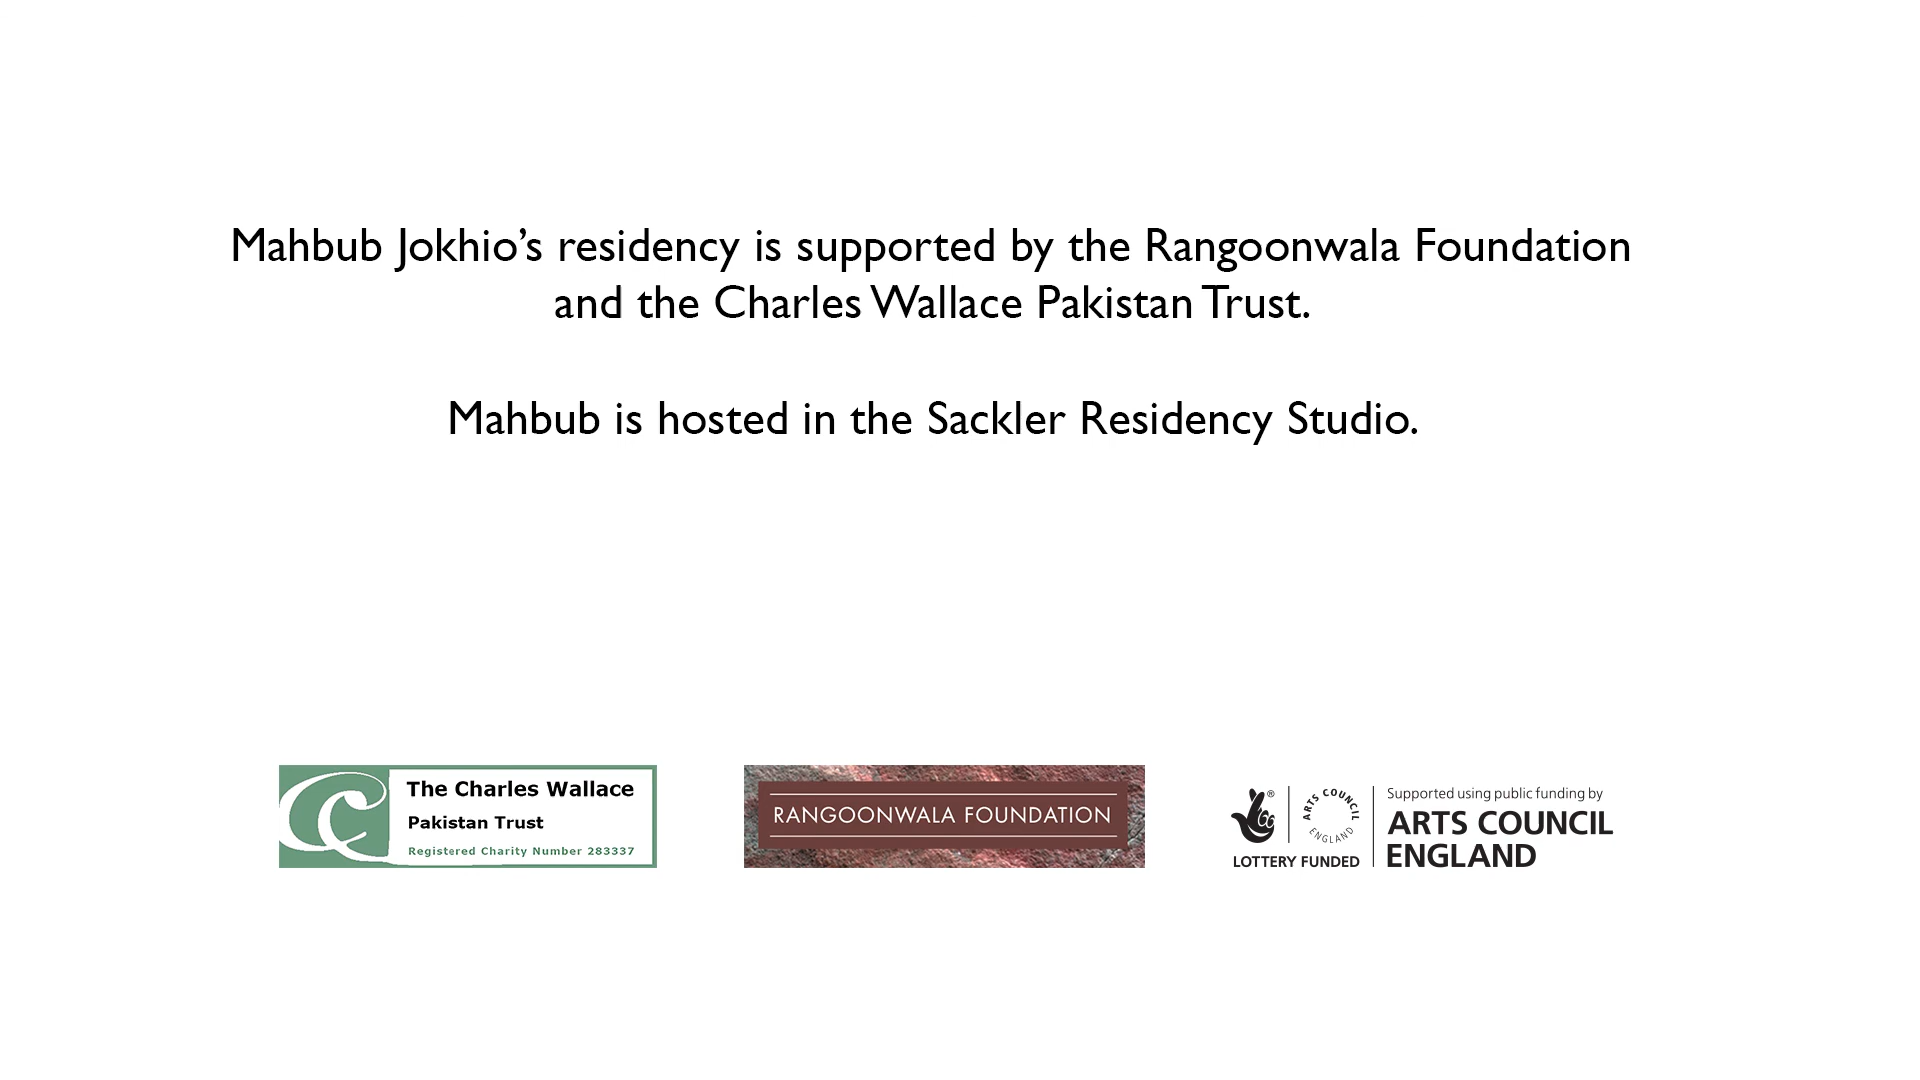 Mahbub Jokhio’s residency is supported by the Rangoonwala Foundation
and the Charles Wallace Pakistan Trust.
Mahbub is hosted in the Sackler Residency Studio.
The Charles Wallace
Pakistan Trust
Registered Charity Number 283337
RANGOONWALA FOUNDATION
®
ARTS COUNCIL
ENGLAND
LOTTERY FUNDED
Supported using public funding by
ARTS COUNCIL
ENGLAND